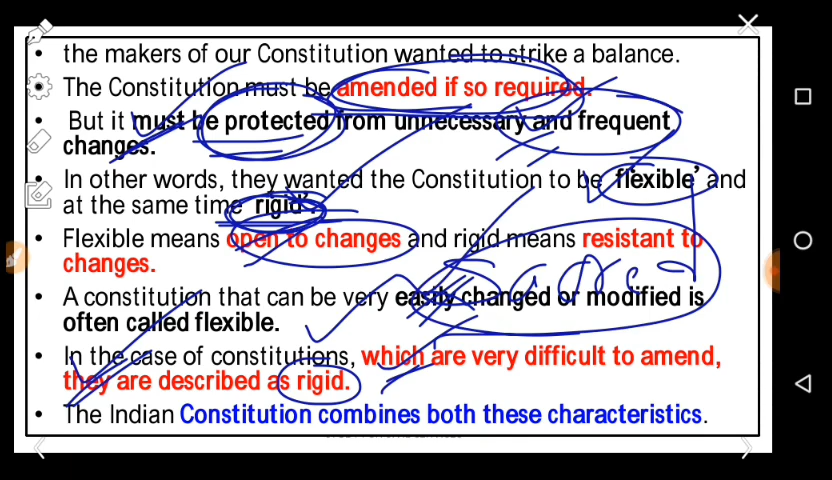 • the makers of our Constitution wanted to strike a balance.
• The Constitution must be amended if so required.
• But it must be protected from unnecessary and frequent
changes.
• In other words, they wanted the Constitution to be 'flexible' and
at the same time 'rigid'.
• Flexible means open to changes and rigid means resistant to
changes.
• A constitution that can be very easily changed or modified is
often called flexible.
• In the case of constitutions, which are very difficult to amend,
they are described as rigid.
• The Indian Constitution combines both these characteristics.